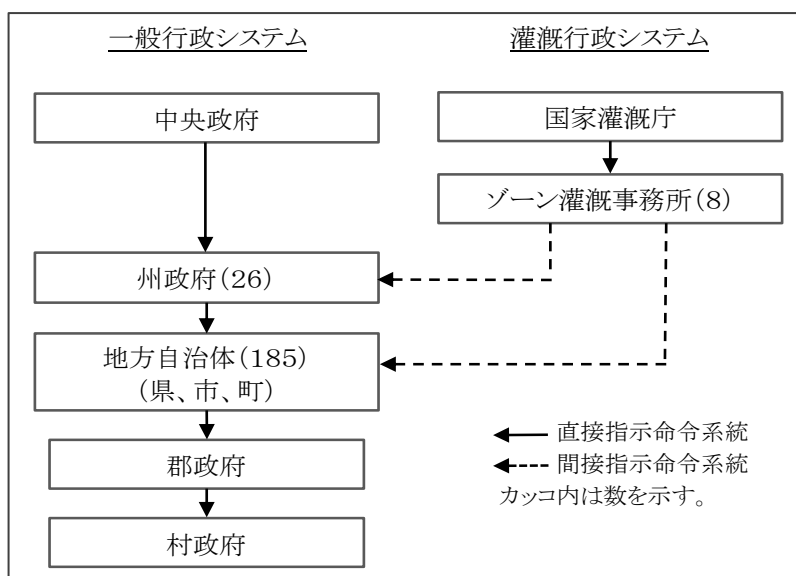 一般行政システム
灌漑行政システム
中央政府
国家灌漑庁
ゾーン灌漑事務所(8)
州政府(26)
地方自治体(185)
(県、市、町)
郡政府
村政府
直接指示命令系統
間接指示命令系統
カッコ内は数を示す。